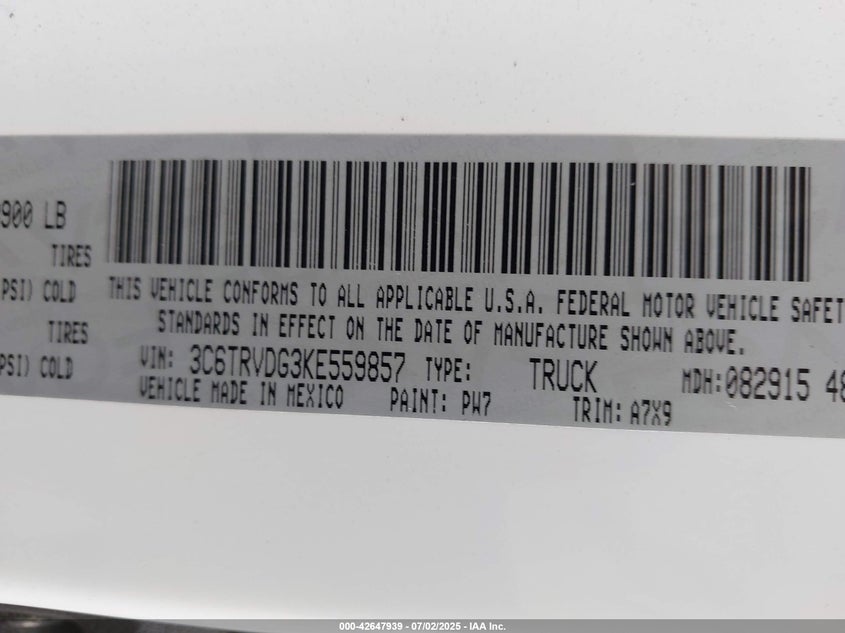 900 LB
TIRES
PSI) COLD
TIRES
PSI) COLD
THIS VEHICLE CONFORMS TO ALL APPLICABLE U.S.A. FEDERAL MOTOR VEHICLE SAFET
STANDARDS IN EFFECT ON THE DATE OF MANUFACTURE SHOWN ABOVE.
VIN: 3C6TRVDG3KE559857 TYPE: TRUCK MDH: 082915 48
VEHICLE MADE IN MEXICO PAINT: PW7 TRIM: A7X9
000-42647939 - 07/02/2025 - IAA Inc.